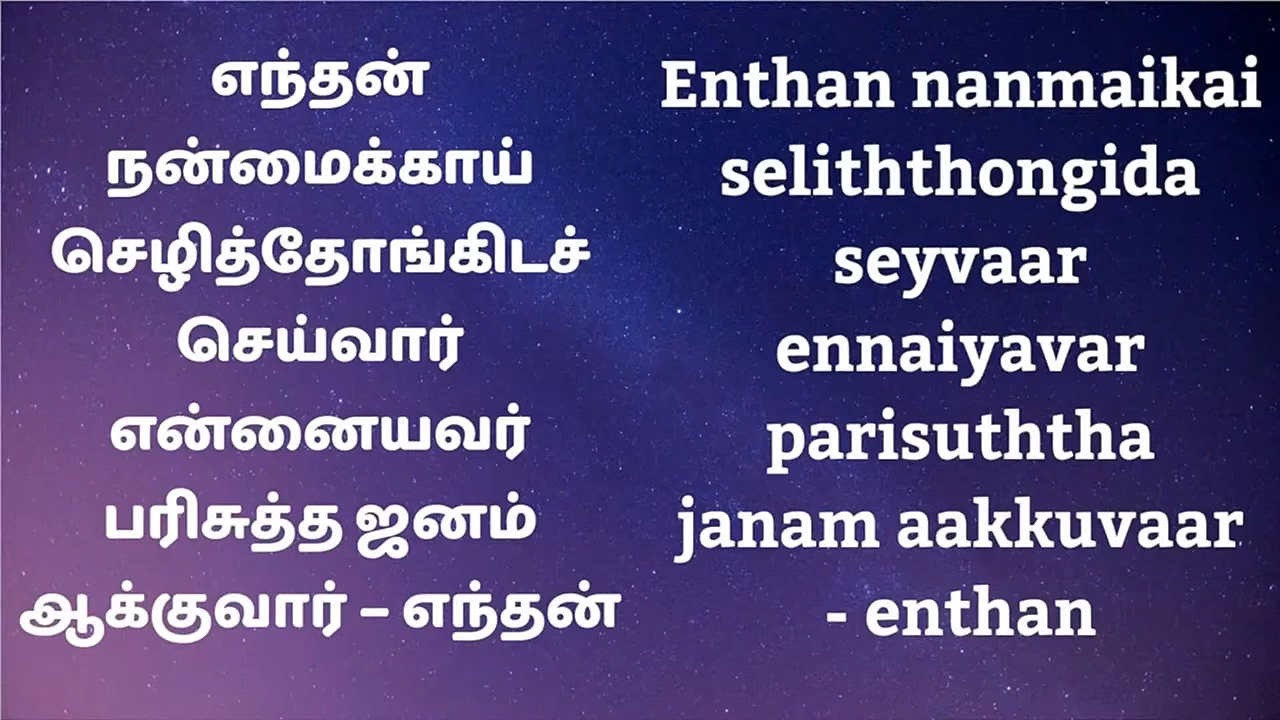 எந்தன்
நன்மைக்காய்
செழித்தோங்கிடச்
செய்வார்
என்னையவர்
பரிசுத்த ஜனம்
ஆக்குவார் – எந்தன்
Enthan nanmaikai
seliththongida
seyvaar
ennaiyavar
parisuththa
janam aakkuvaar
- enthan